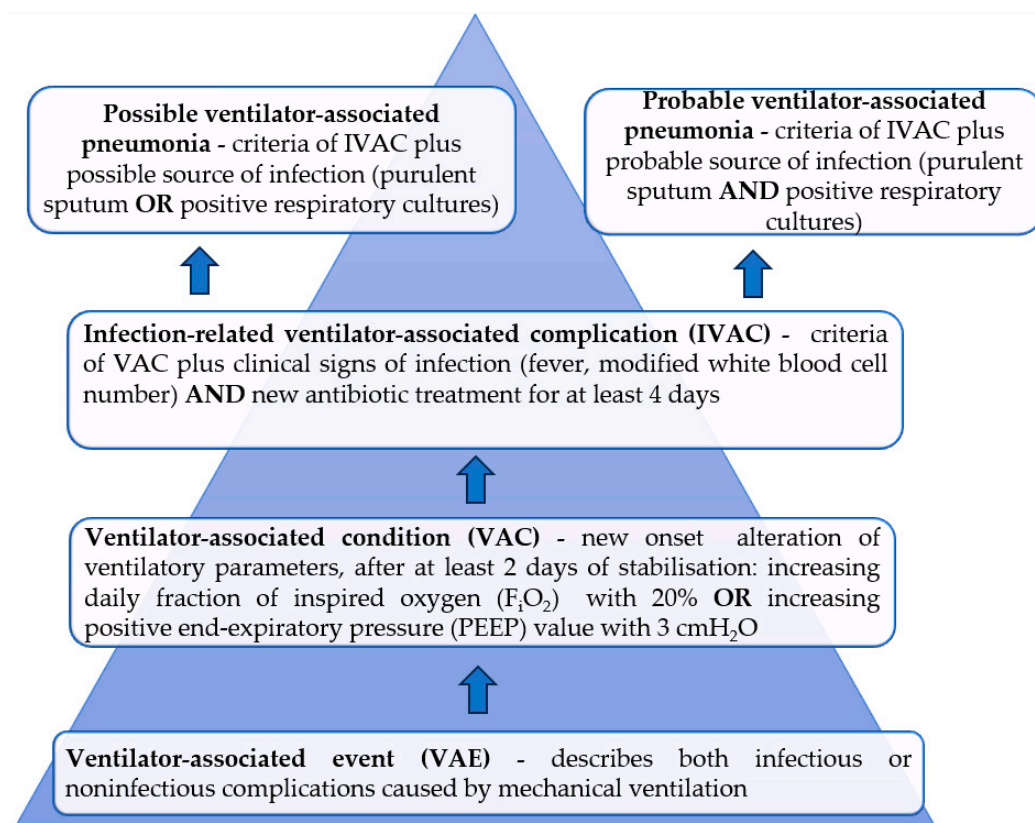 Possible ventilator-associated
pneumonia - criteria of IVAC plus
possible source of infection (purulent
sputum OR positive respiratory cultures)
Probable ventilator-associated
pneumonia - criteria of IVAC plus
probable source of infection (purulent
sputum AND positive respiratory
cultures)
Infection-related ventilator-associated complication (IVAC) - criteria
of VAC plus clinical signs of infection (fever, modified white blood cell
number) AND new antibiotic treatment for at least 4 days
Ventilator-associated condition (VAC) - new onset alteration of
ventilatory parameters, after at least 2 days of stabilisation: increasing
daily fraction of inspired oxygen (FᵢO₂) with 20% OR increasing
positive end-expiratory pressure (PEEP) value with 3 cmH₂O
Ventilator-associated event (VAE) - describes both infectious or
noninfectious complications caused by mechanical ventilation